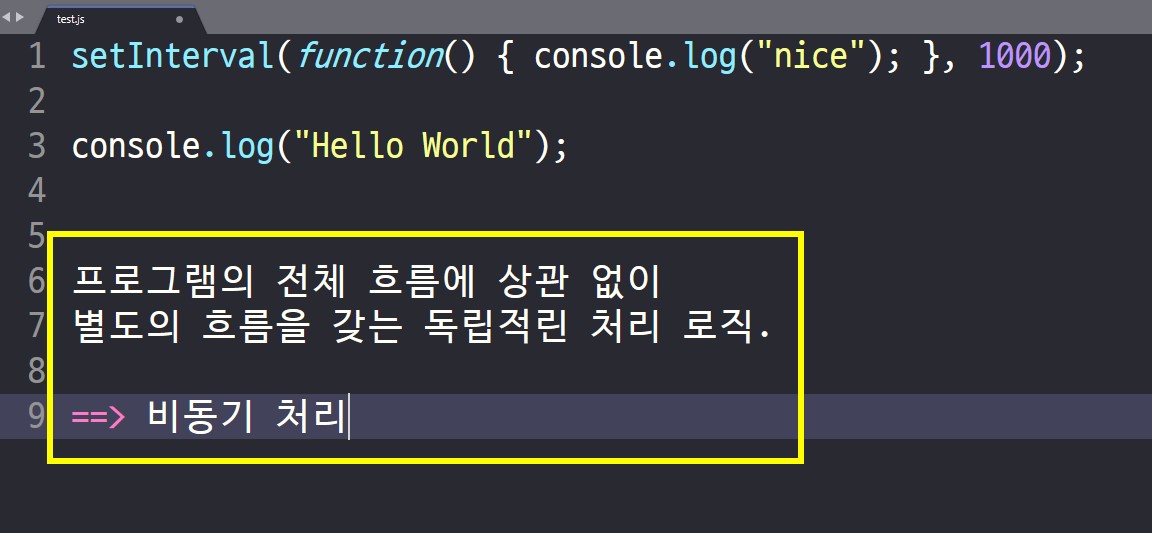 test.js
1 setInterval(function() { console.log("nice"); }, 1000);
2
3 console.log("Hello World");
4
5
6 프로그램의 전체 흐름에 상관 없이
7 별도의 흐름을 갖는 독립적린 처리 로직.
8
9 ==> 비동기 처리